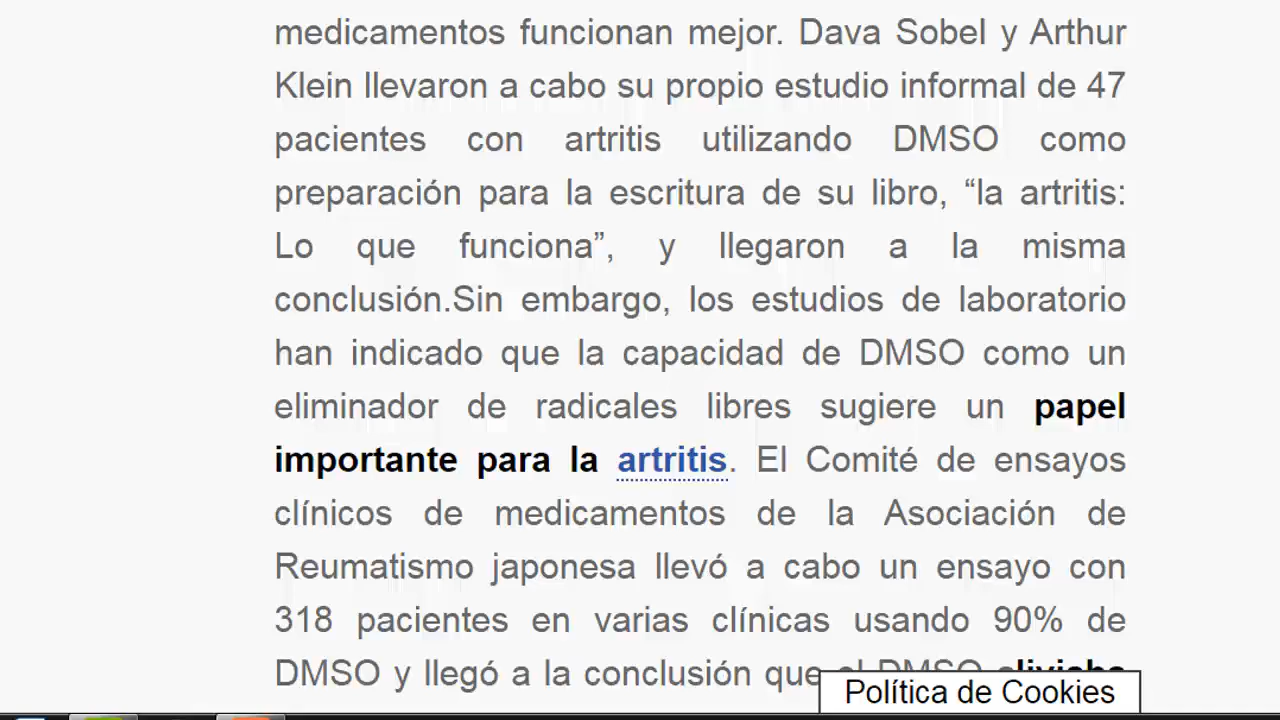 medicamentos funcionan mejor. Dava Sobel y Arthur
Klein llevaron a cabo su propio estudio informal de 47
pacientes con artritis utilizando DMSO como
preparación para la escritura de su libro, “la artritis:
Lo que funciona”, y llegaron a la misma
conclusión.Sin embargo, los estudios de laboratorio
han indicado que la capacidad de DMSO como un
eliminador de radicales libres sugiere un papel
importante para la artritis. El Comité de ensayos
clínicos de medicamentos de la Asociación de
Reumatismo japonesa llevó a cabo un ensayo con
318 pacientes en varias clínicas usando 90% de
DMSO y llegó a la conclusión que el DMSO aliviaba
Política de Cookies